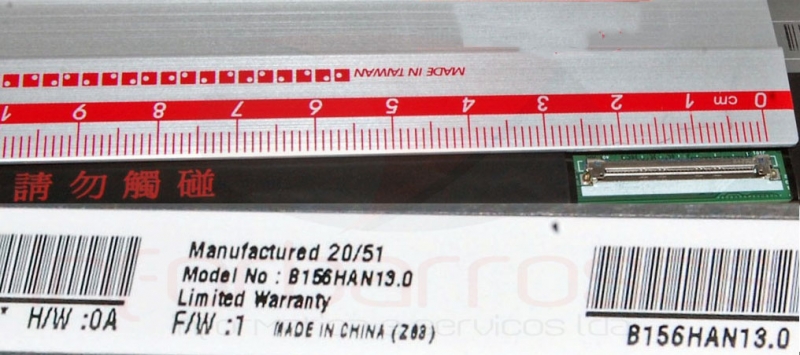 MADE IN TAIWAN
1 9 8 7 6 5 4 3 2 1 cm 0
請勿觸碰
Manufactured 20/51
Model No : B156HAN13.0
Limited Warranty
H/W :0A F/W :1 MADE IN CHINA (Z63)
B156HAN13.0